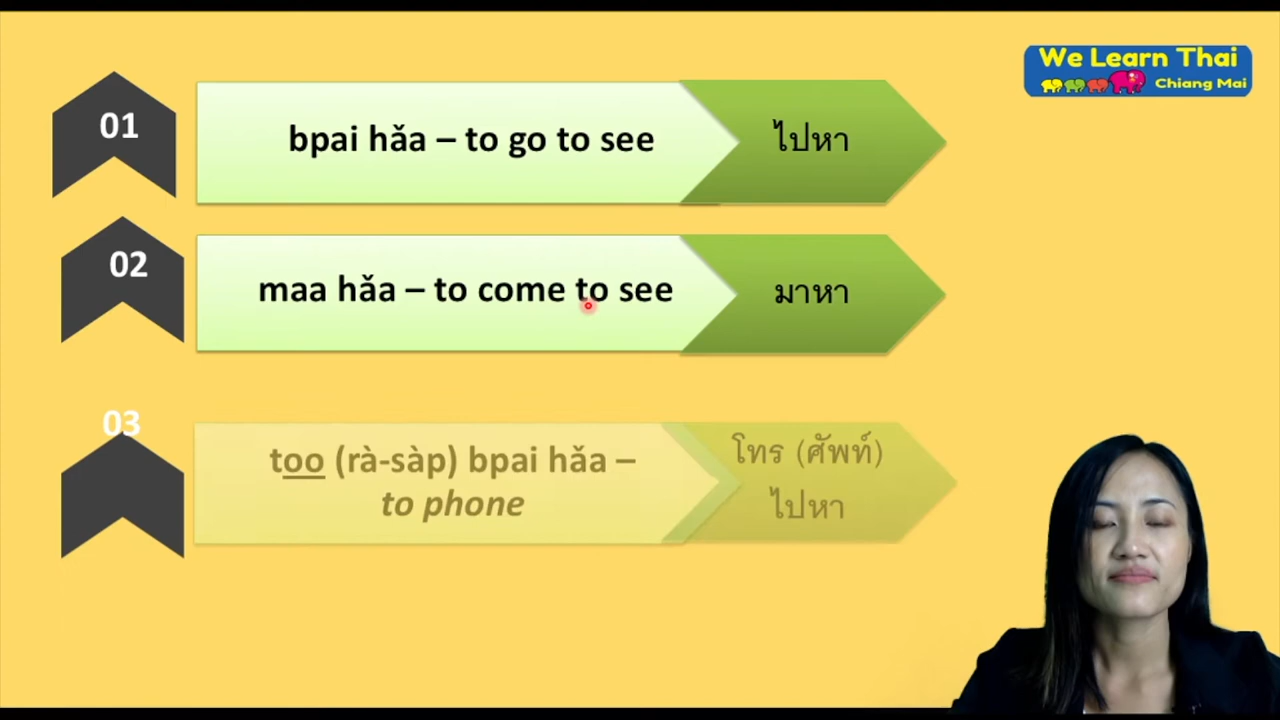 We Learn Thai
Chiang Mai
01
bpai hǎa – to go to see
ไปหา
02
maa hǎa – to come to see
มาหา
03
too (rà-sàp) bpai hǎa –
to phone
โทร (ศัพท์)
ไปหา